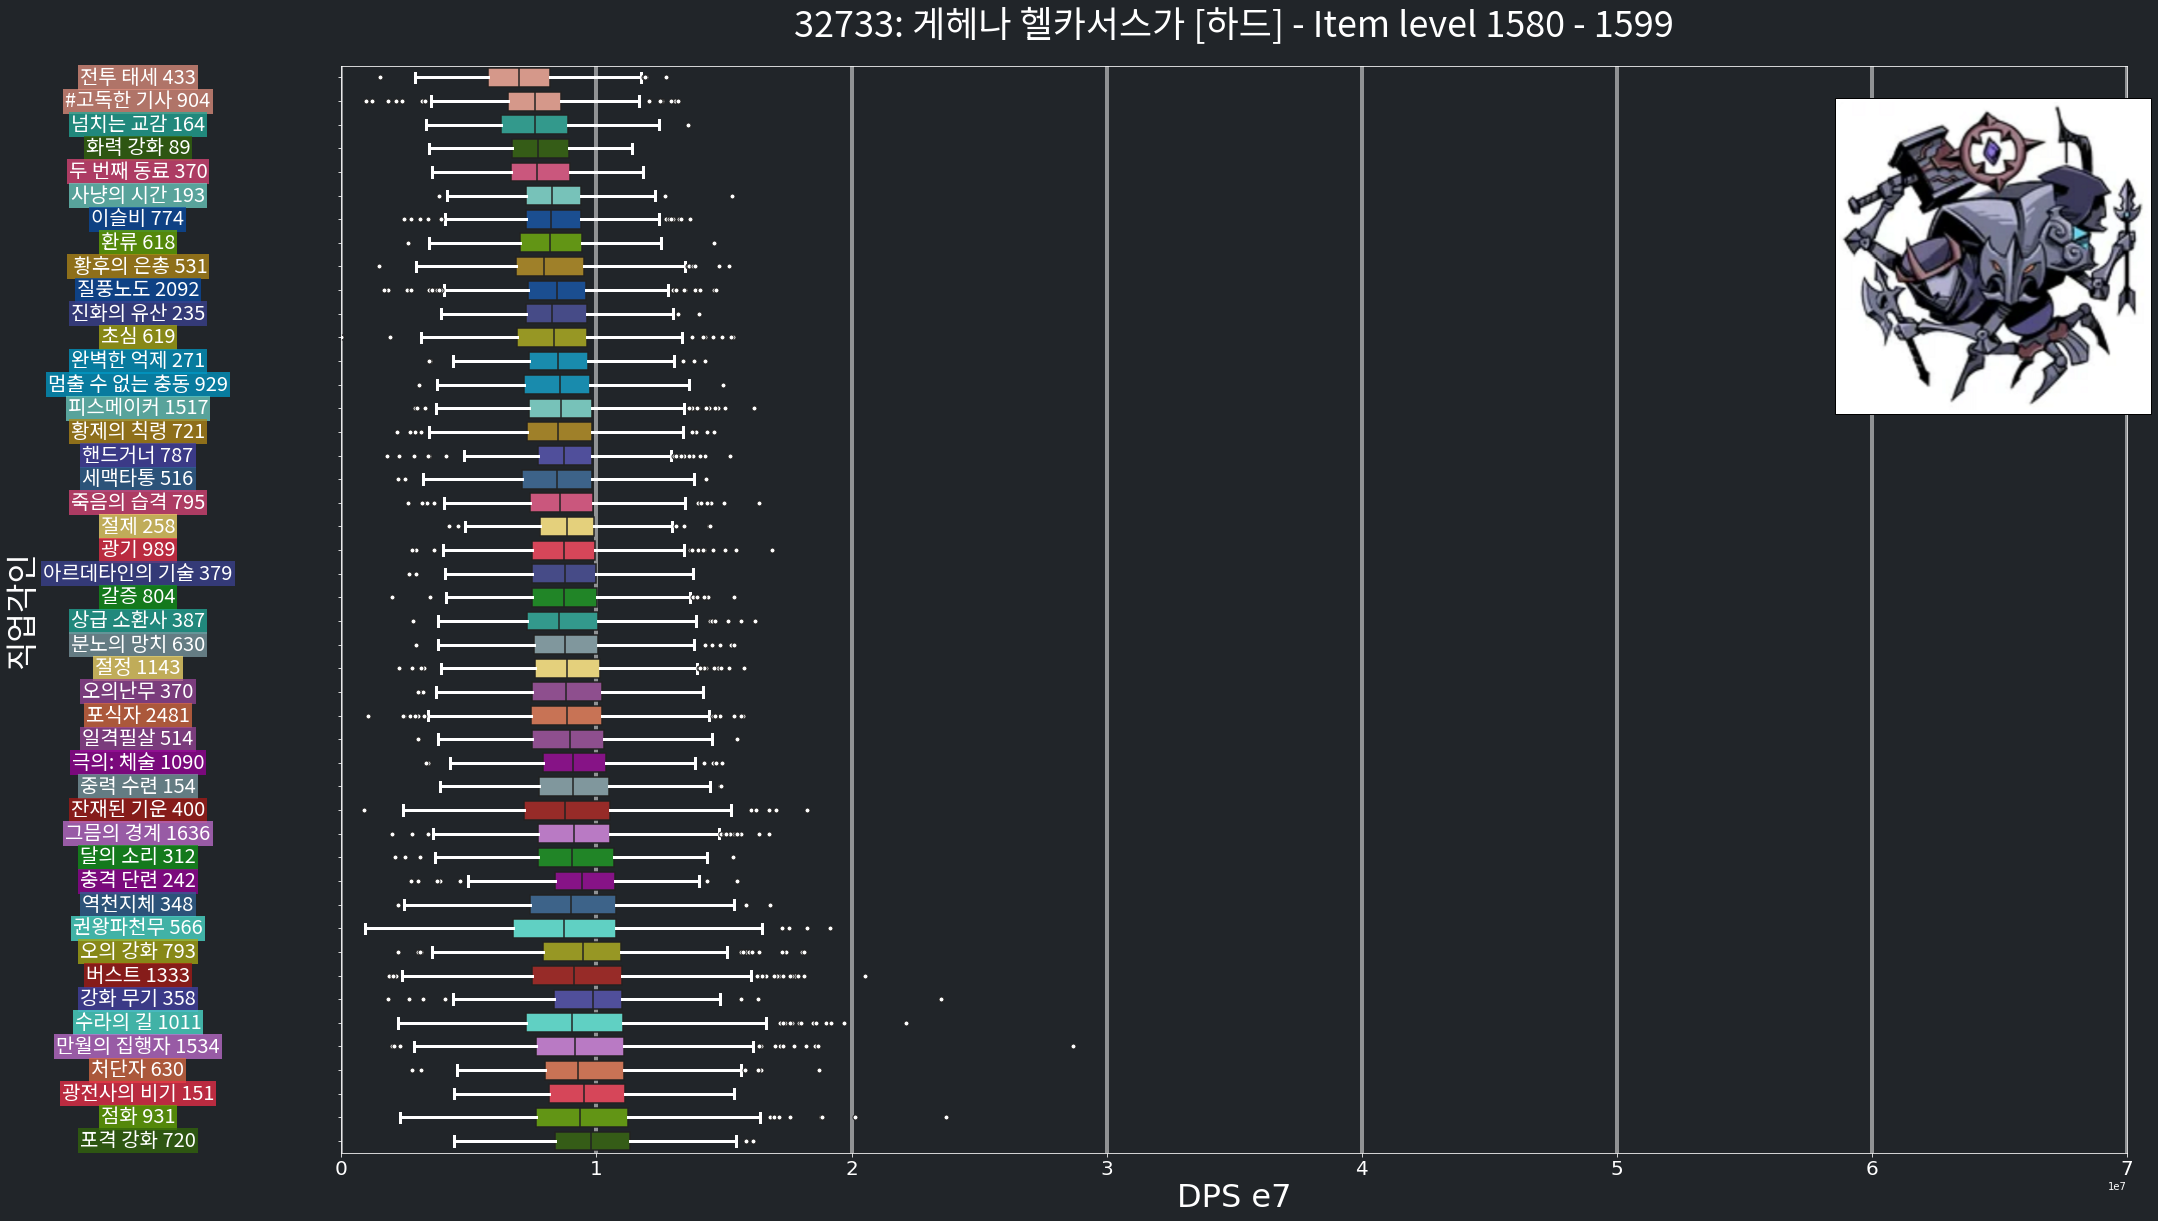 32733: 게헤나 헬카서스가 [하드] - Item level 1580 - 1599
전투 태세 433
#고독한 기사 904
넘치는 교감 164
화력 강화 89
두 번째 동료 370
사냥의 시간 193
이슬비 774
환류 618
황후의 은총 531
질풍노도 2092
진화의 유산 235
초심 619
완벽한 억제 271
멈출 수 없는 충동 929
피스메이커 1517
황제의 칙령 721
핸드거너 787
세맥타통 516
죽음의 습격 795
절제 258
광기 989
아르데타인의 기술 379
갈증 804
상급 소환사 387
분노의 망치 630
절정 1143
오의난무 370
포식자 2481
일격필살 514
극의: 체술 1090
중력 수련 154
잔재된 기운 400
그믐의 경계 1636
달의 소리 312
충격 단련 242
역천지체 348
권왕파천무 566
오의 강화 793
버스트 1333
강화 무기 358
수라의 길 1011
만월의 집행자 1534
처단자 630
광전사의 비기 151
점화 931
포격 강화 720
직업각인
0 1 2 3 4 5 6 7
1e7
DPS e7